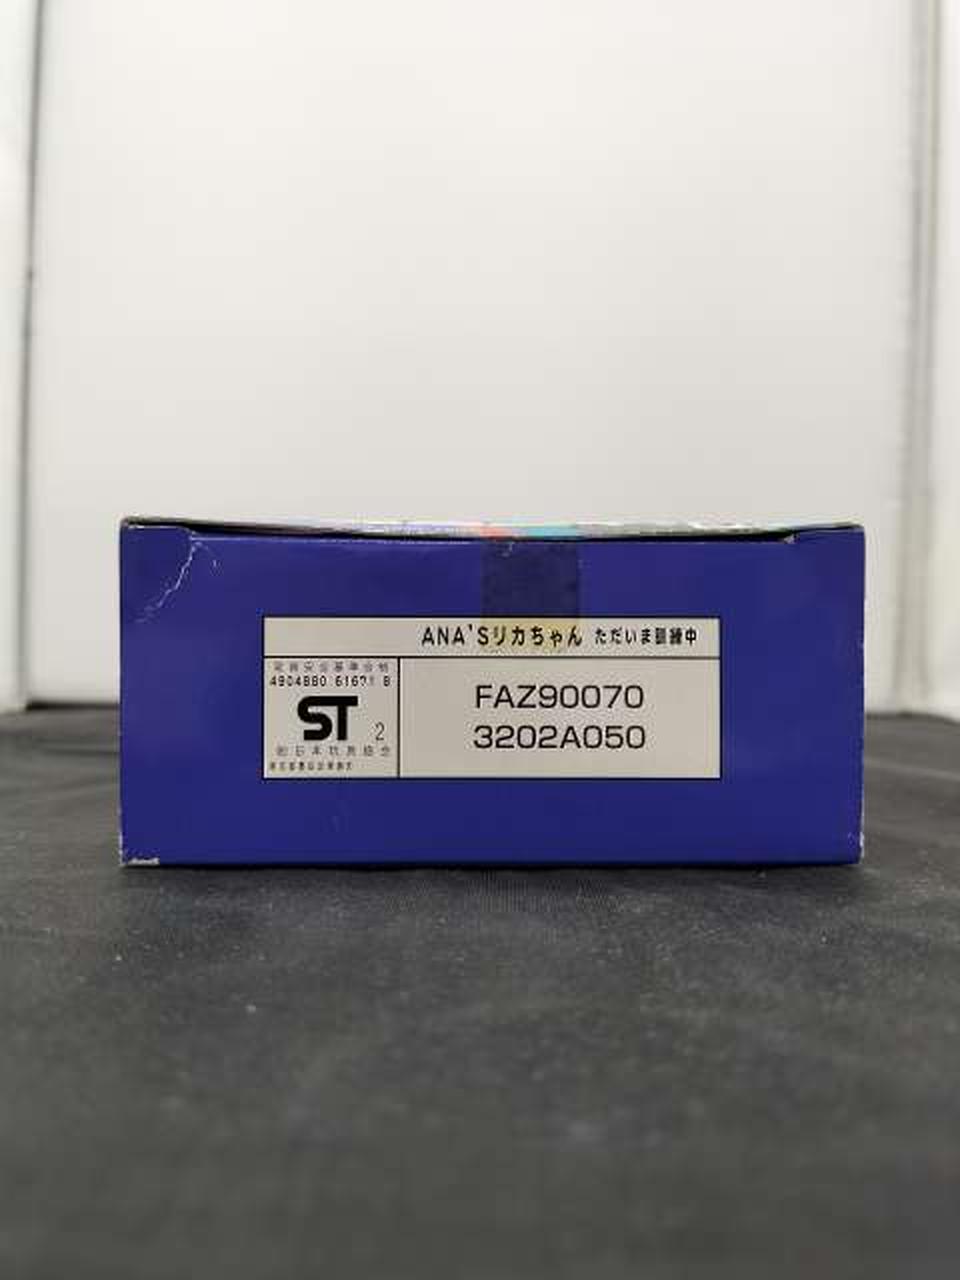 ANA'Sリカちゃん ただいま訓練中
玩具安全基準合格
4904880 61671 8
ST 2
FAZ90070
3202A050
㈳日本玩具協会